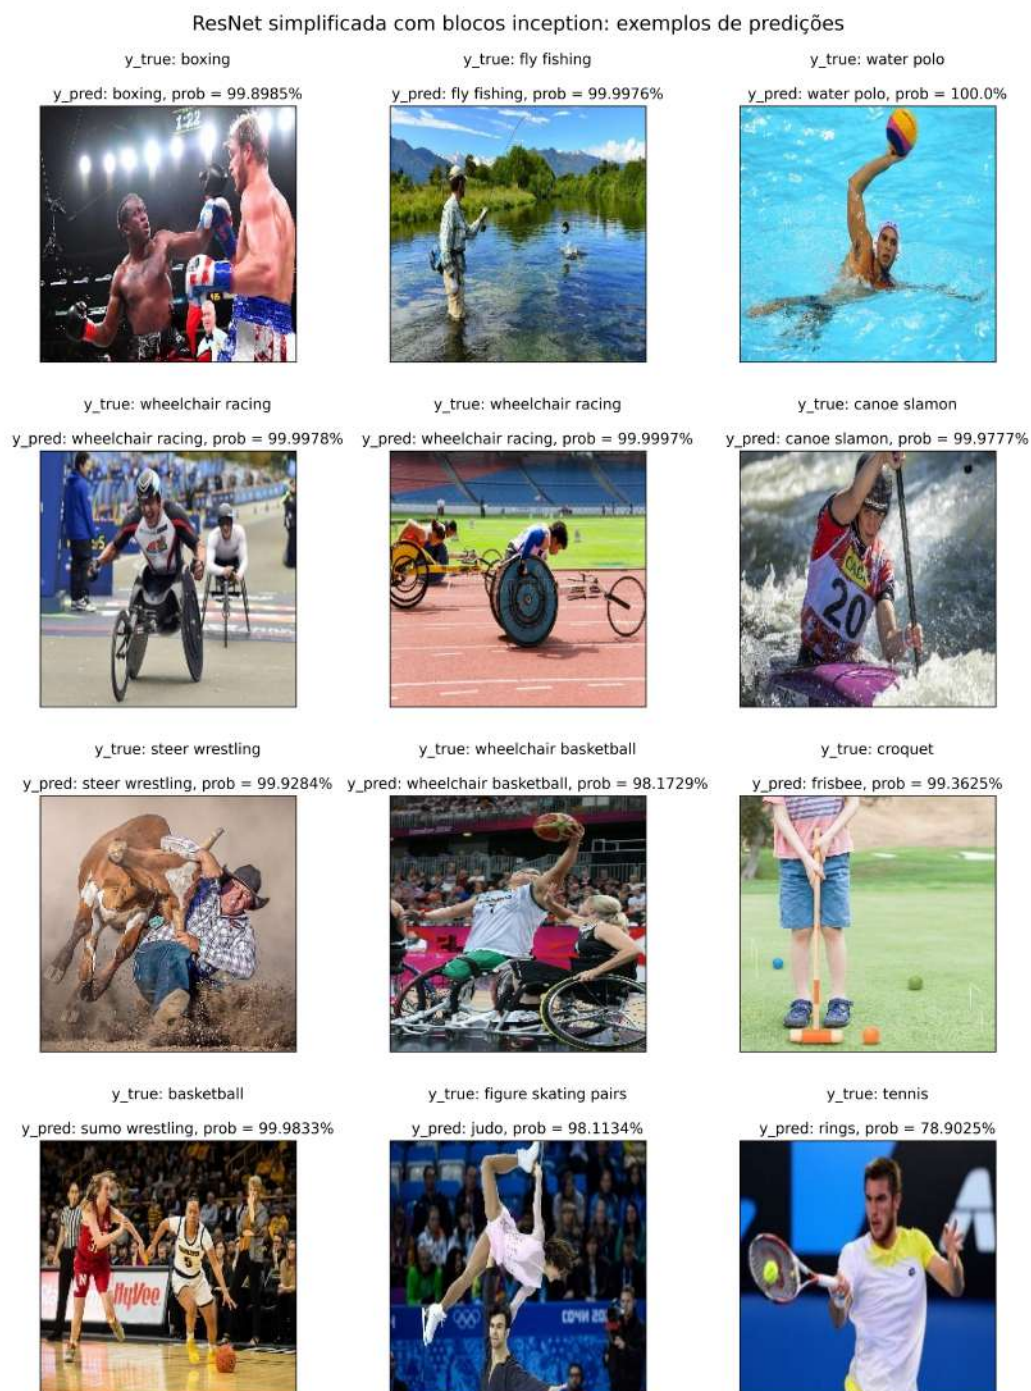 ResNet simplificada com blocos inception: exemplos de predições
y_true: boxing
y_pred: boxing, prob = 99.8985%
1:22
y_true: fly fishing
y_pred: fly fishing, prob = 99.9976%
y_true: water polo
y_pred: water polo, prob = 100.0%
y_true: wheelchair racing
y_pred: wheelchair racing, prob = 99.9978%
y_true: wheelchair racing
y_pred: wheelchair racing, prob = 99.9997%
y_true: canoe slamon
y_pred: canoe slamon, prob = 99.9777%
20
y_true: steer wrestling
y_pred: steer wrestling, prob = 99.9284%
y_true: wheelchair basketball
y_pred: wheelchair basketball, prob = 98.1729%
y_true: croquet
y_pred: frisbee, prob = 99.3625%
y_true: basketball
y_pred: sumo wrestling, prob = 99.9833%
N
5
HyVee
y_true: figure skating pairs
y_pred: judo, prob = 98.1134%
y_true: tennis
y_pred: rings, prob = 78.9025%